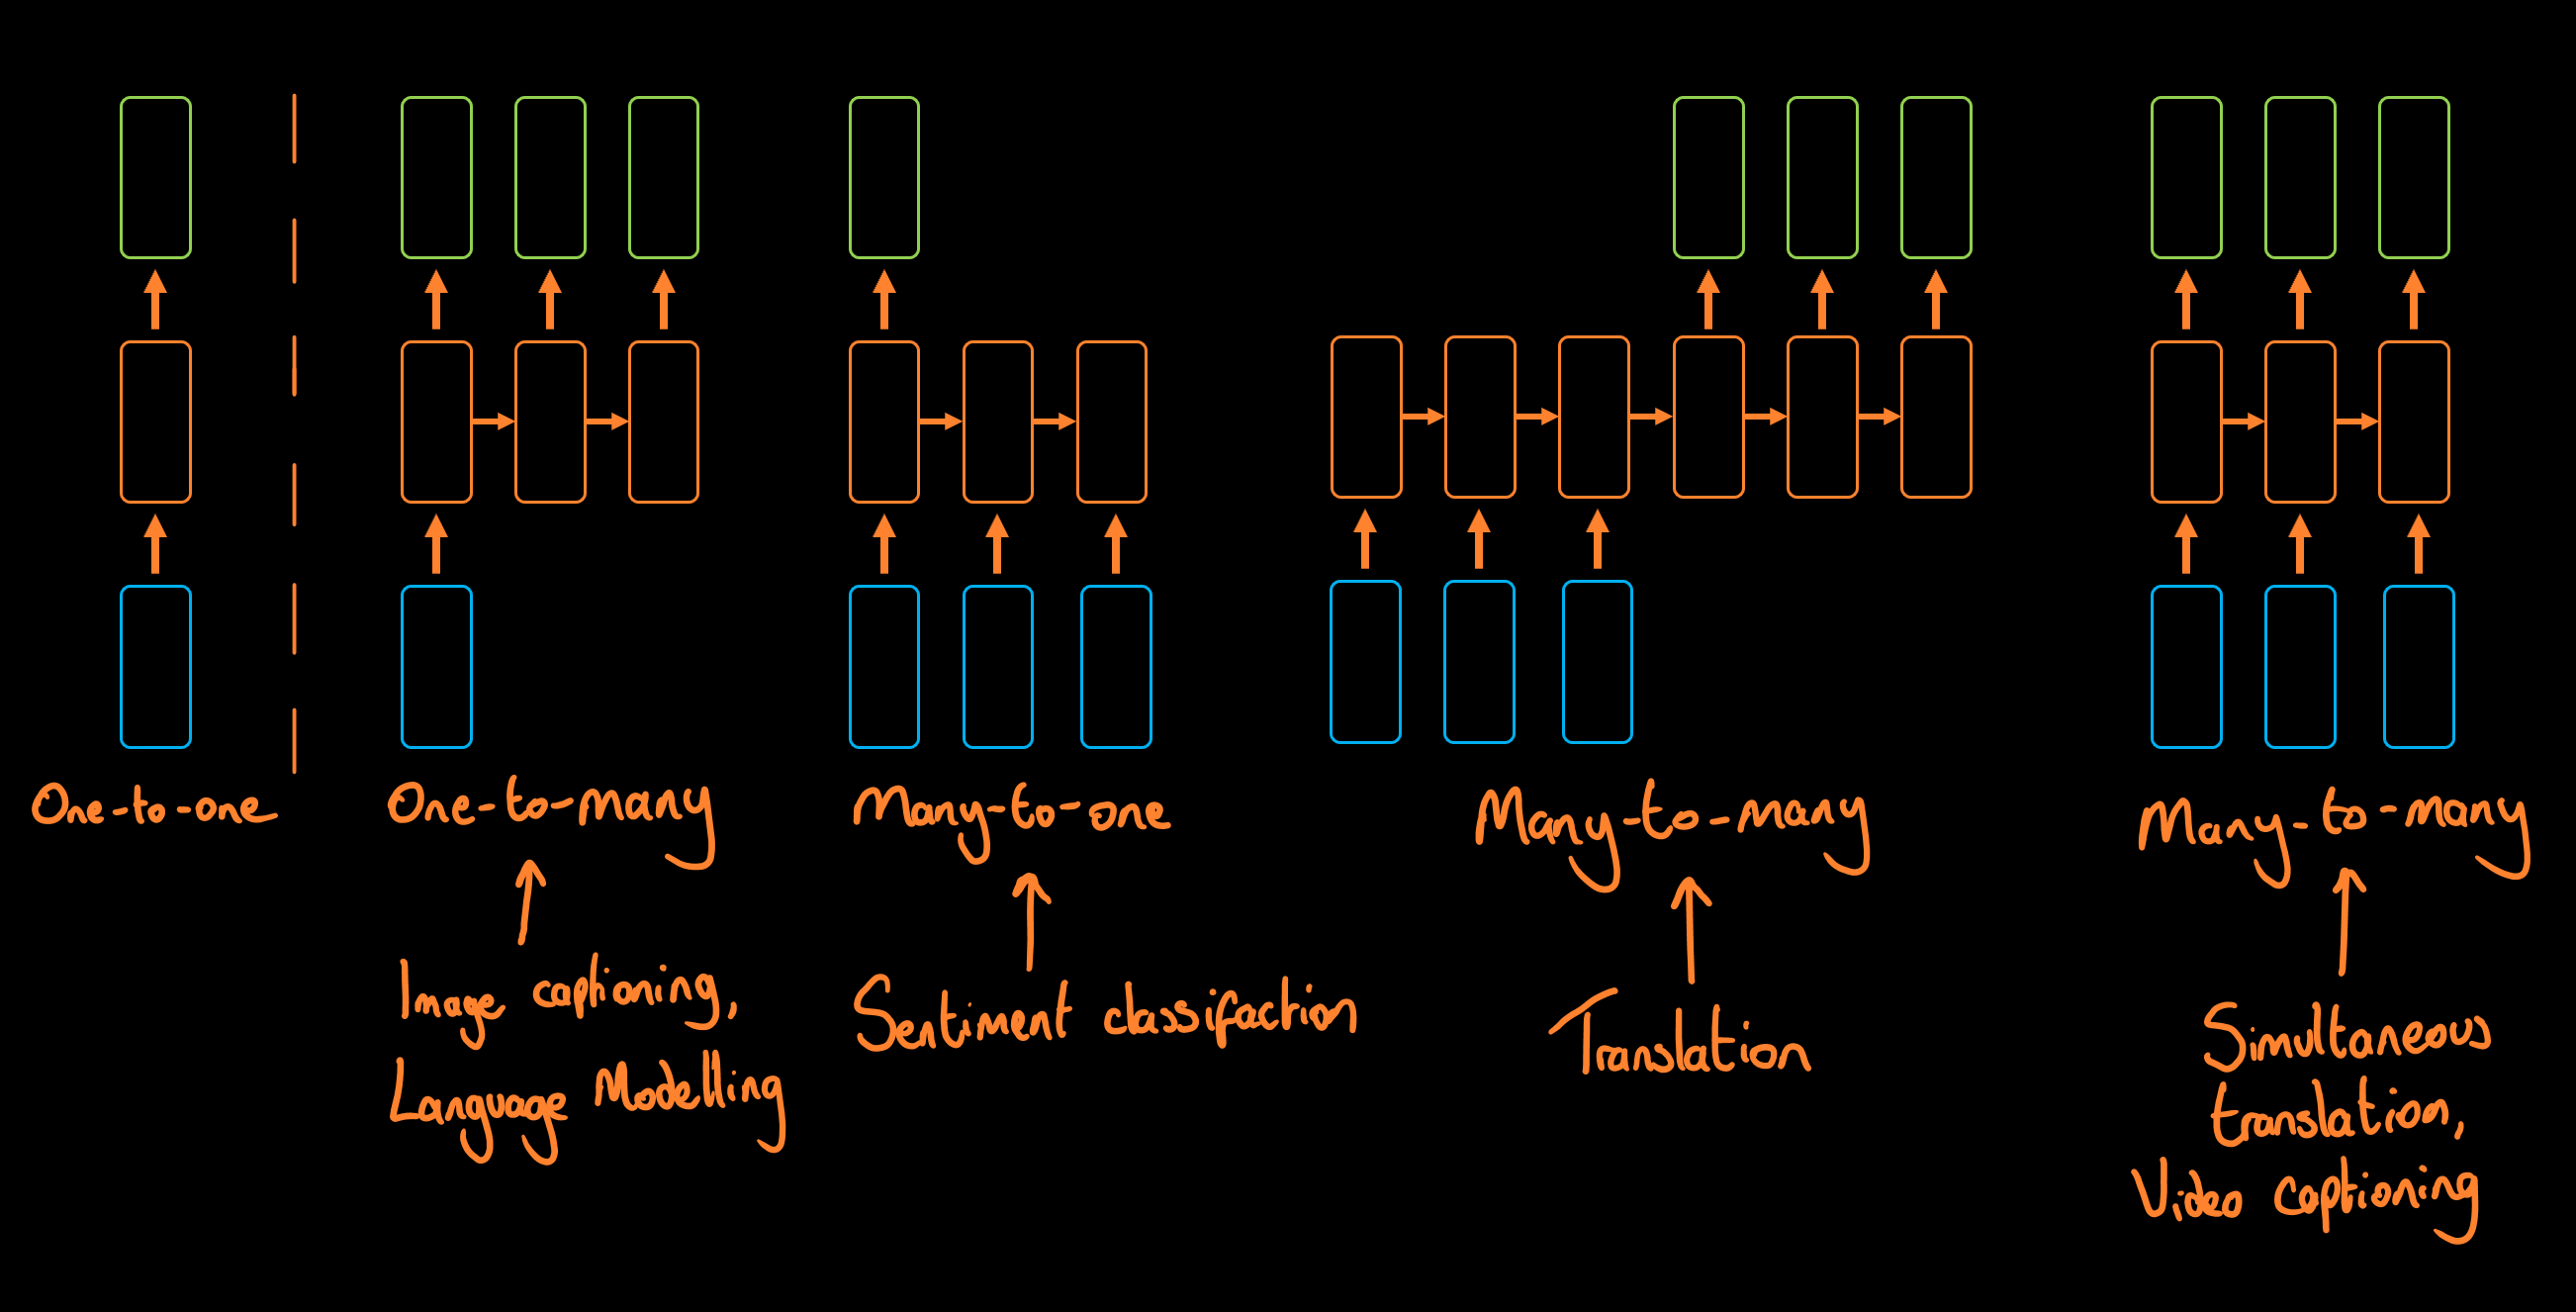 One-to-one
One-to-many
Many-to-one
Many-to-many
Many-to-many
Image captioning,
Language Modelling
Sentiment classifaction
Translation
Simultaneous
translation,
Video captioning